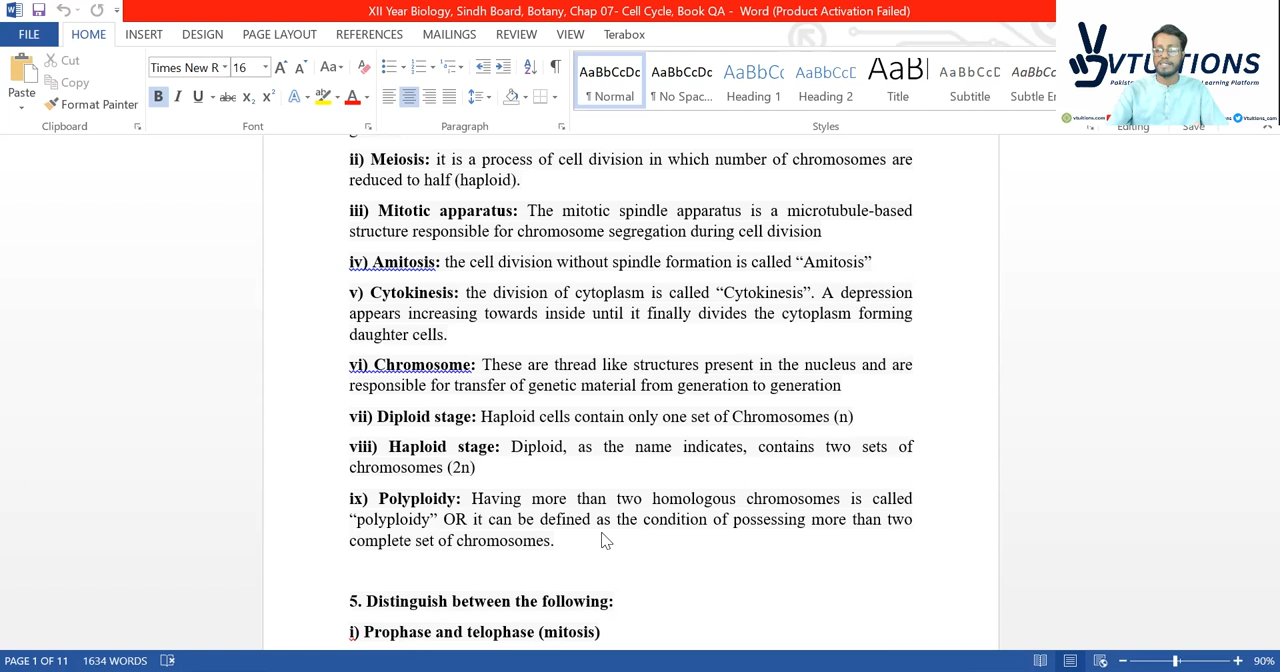 XII Year Biology, Sindh Board, Botany, Chap 07- Cell Cycle, Book QA - Word (Product Activation Failed)
FILE HOME INSERT DESIGN PAGE LAYOUT REFERENCES MAILINGS REVIEW VIEW Terabox
Paste
Cut
Copy
Format Painter
Times New R 16
AaBbCcDc AaBbCcDc AaBbCc AaBbCcD AaBb AaBbCcD AaBbCc
¶ Normal ¶ No Spac... Heading 1 Heading 2 Title Subtitle Subtle Em
Clipboard Font Paragraph Styles Editing Save
VTUTIONS
Learning Platform
vtuitions.com
Vtuitions_com
ii) Meiosis: it is a process of cell division in which number of chromosomes are
reduced to half (haploid).
iii) Mitotic apparatus: The mitotic spindle apparatus is a microtubule-based
structure responsible for chromosome segregation during cell division
iv) Amitosis: the cell division without spindle formation is called “Amitosis”
v) Cytokinesis: the division of cytoplasm is called “Cytokinesis”. A depression
appears increasing towards inside until it finally divides the cytoplasm forming
daughter cells.
vi) Chromosome: These are thread like structures present in the nucleus and are
responsible for transfer of genetic material from generation to generation
vii) Diploid stage: Haploid cells contain only one set of Chromosomes (n)
viii) Haploid stage: Diploid, as the name indicates, contains two sets of
chromosomes (2n)
ix) Polyploidy: Having more than two homologous chromosomes is called
“polyploidy” OR it can be defined as the condition of possessing more than two
complete set of chromosomes.
5. Distinguish between the following:
i) Prophase and telophase (mitosis)
PAGE 1 OF 11 1634 WORDS 90%